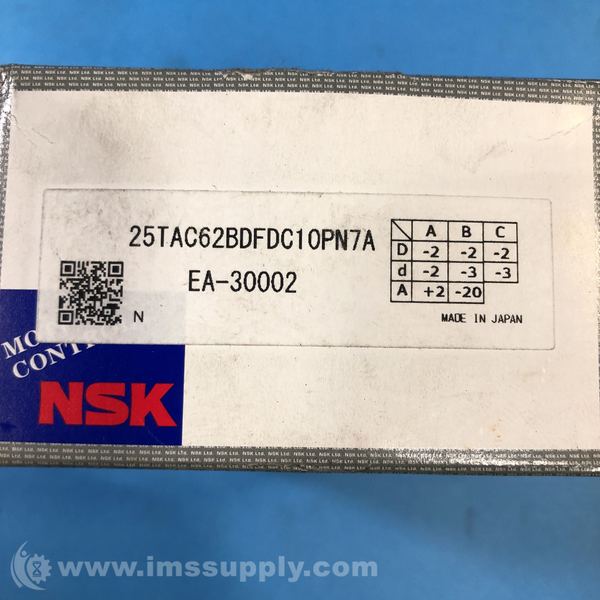 25TAC62BDFDC10PN7A
EA-30002
N
A B C
D -2 -2 -2
d -2 -3 -3
A +2 -20
MADE IN JAPAN
NSK
www.imssupply.com